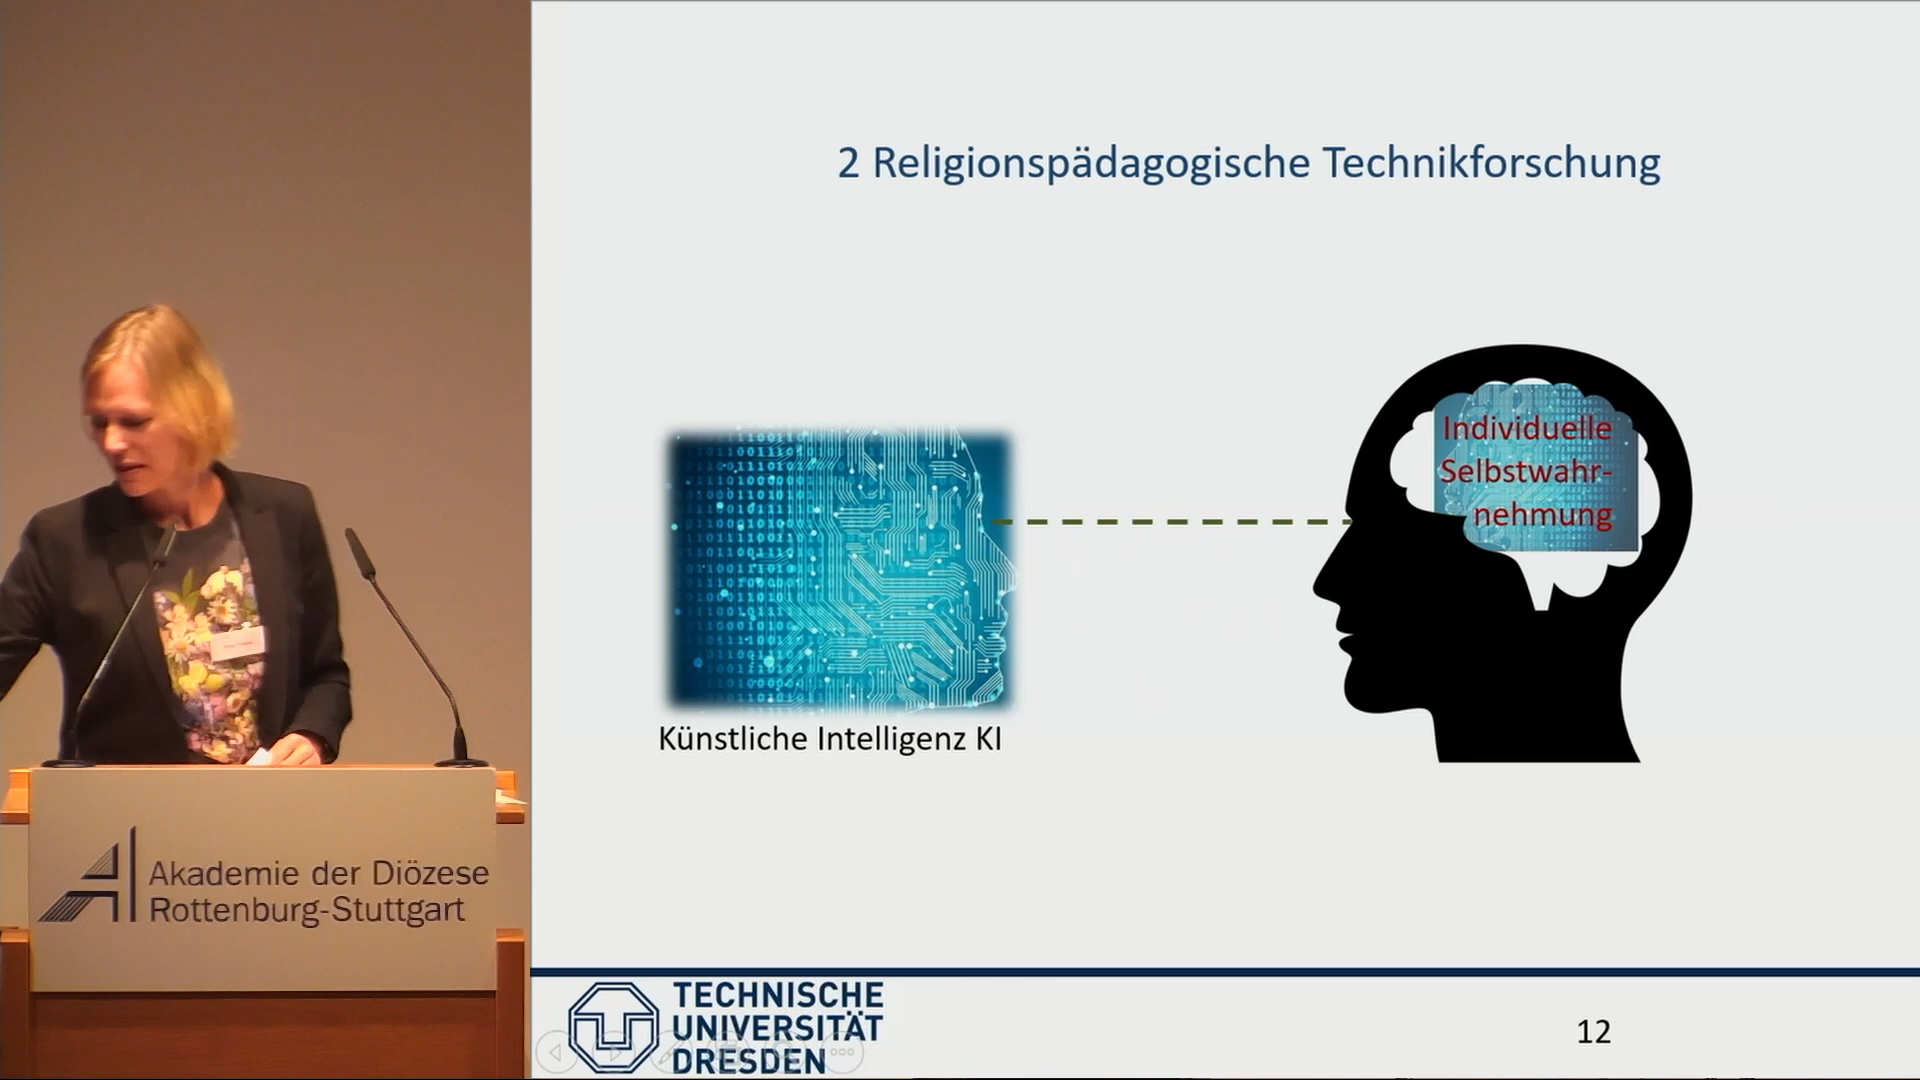 2 Religionspädagogische Technikforschung
Individuelle
Selbstwahr-
nehmung
Künstliche Intelligenz KI
Akademie der Diözese
Rottenburg-Stuttgart
TECHNISCHE
UNIVERSITÄT
DRESDEN
12